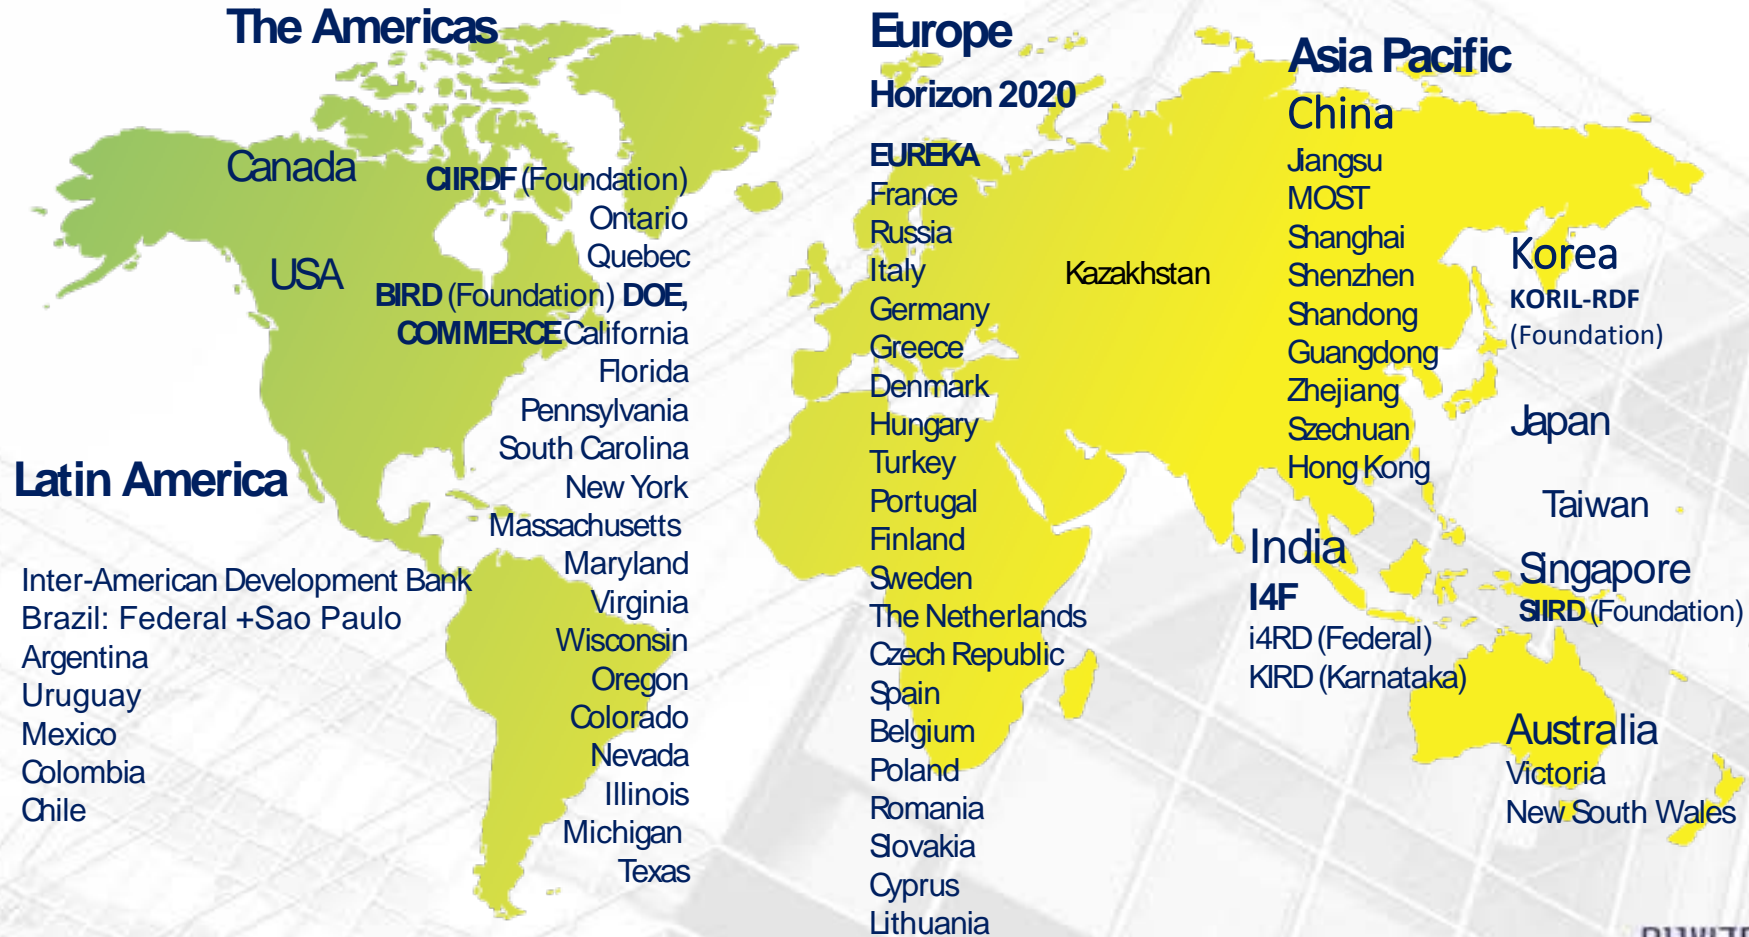 The Americas
Canada
CIIRDF (Foundation)
Ontario
Quebec
USA
BIRD (Foundation) DOE,
COMMERCE California
Florida
Pennsylvania
South Carolina
New York
Massachusetts
Maryland
Virginia
Wisconsin
Oregon
Colorado
Nevada
Illinois
Michigan
Texas
Latin America
Inter-American Development Bank
Brazil: Federal +Sao Paulo
Argentina
Uruguay
Mexico
Colombia
Chile
Europe
Horizon 2020
EUREKA
France
Russia
Italy
Germany
Greece
Denmark
Hungary
Turkey
Portugal
Finland
Sweden
The Netherlands
Czech Republic
Spain
Belgium
Poland
Romania
Slovakia
Cyprus
Lithuania
Kazakhstan
Asia Pacific
China
Jiangsu
MOST
Shanghai
Shenzhen
Shandong
Guangdong
Zhejiang
Szechuan
Hong Kong
India
I4F
i4RD (Federal)
KIRD (Karnataka)
Korea
KORIL-RDF
(Foundation)
Japan
Taiwan
Singapore
SIIRD (Foundation)
Australia
Victoria
New South Wales